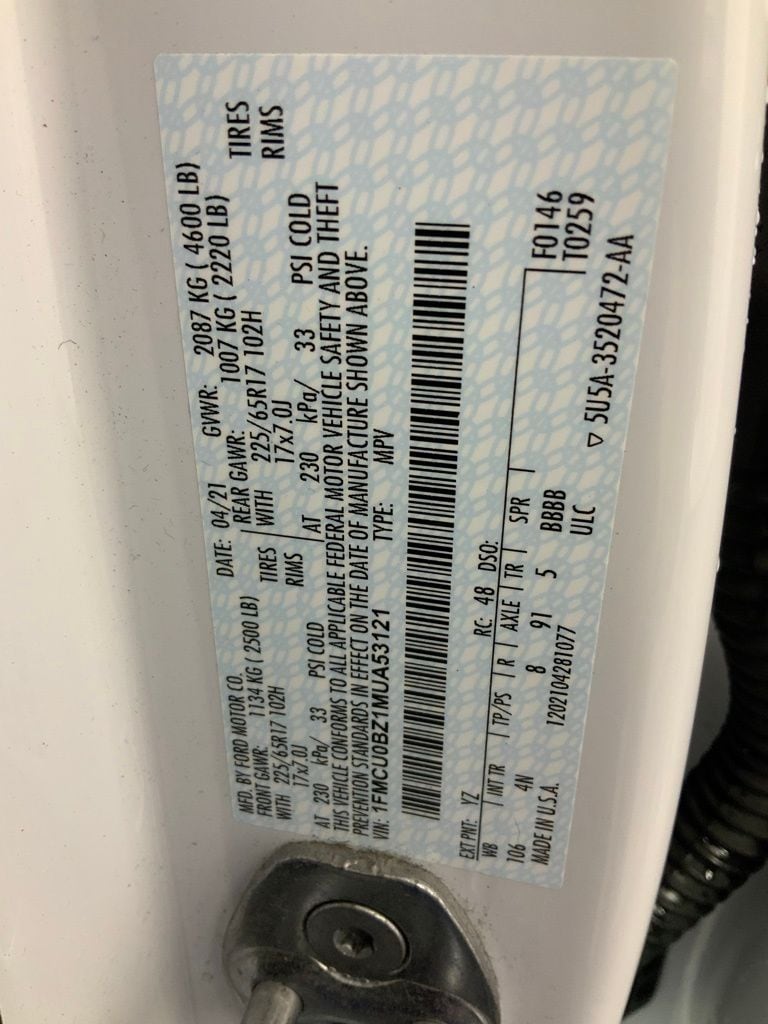 MFD. BY FORD MOTOR CO.
DATE: 04/21 GVWR: 2087 KG ( 4600 LB)
FRONT GAWR: 1134 KG ( 2500 LB) REAR GAWR: 1007 KG ( 2220 LB)
WITH 225/65R17 102H TIRES WITH 225/65R17 102H TIRES
17x7.0J RIMS 17x7.0J RIMS
AT 230 kPa/ 33 PSI COLD AT 230 kPa/ 33 PSI COLD
THIS VEHICLE CONFORMS TO ALL APPLICABLE FEDERAL MOTOR VEHICLE SAFETY AND THEFT
PREVENTION STANDARDS IN EFFECT ON THE DATE OF MANUFACTURE SHOWN ABOVE.
VIN: 1FMCU0BZ1MUA53121 TYPE: MPV
EXT PNT: YZ RC: 48 DSO:
WB INT TR TP/PS R AXLE TR SPR F0146
106 4N 8 91 5 BBBB T0259
MADE IN U.S.A. 1202104281077 ULC
▽ 5U5A-3520472-AA